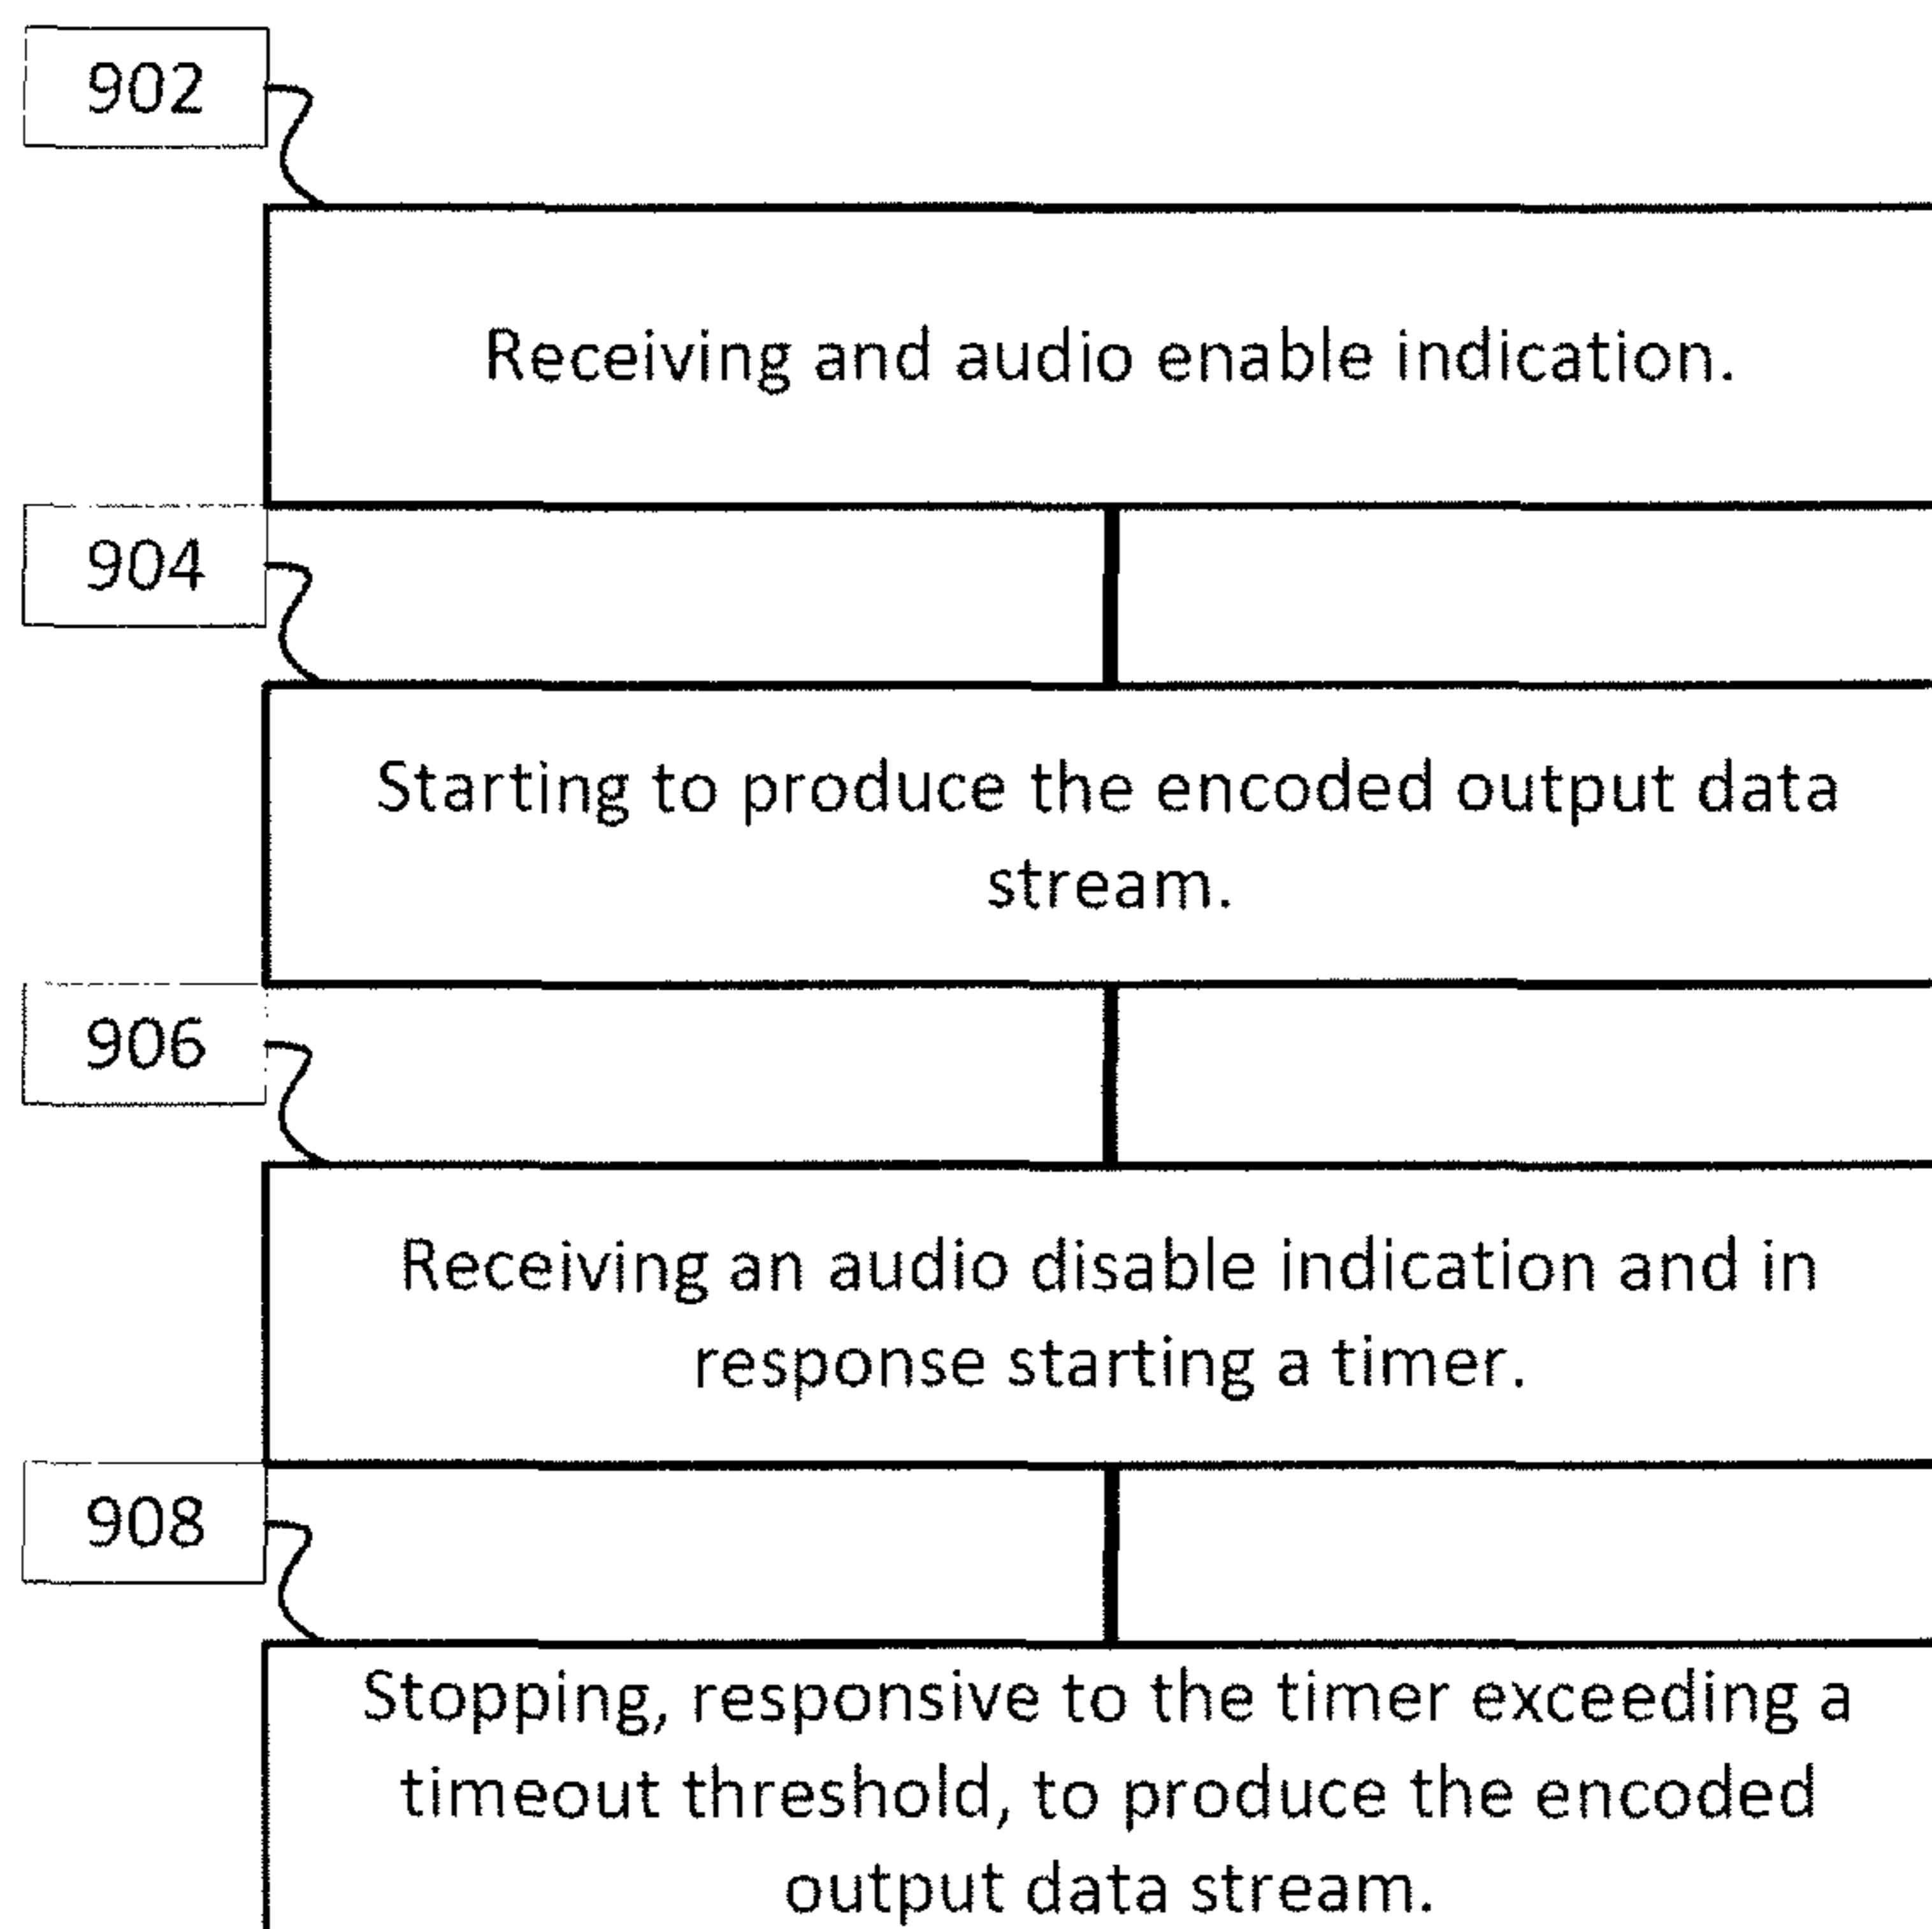 902
Receiving and audio enable indication.
904
Starting to produce the encoded output data
stream.
906
Receiving an audio disable indication and in
response starting a timer.
908
Stopping, responsive to the timer exceeding a
timeout threshold, to produce the encoded
output data stream.